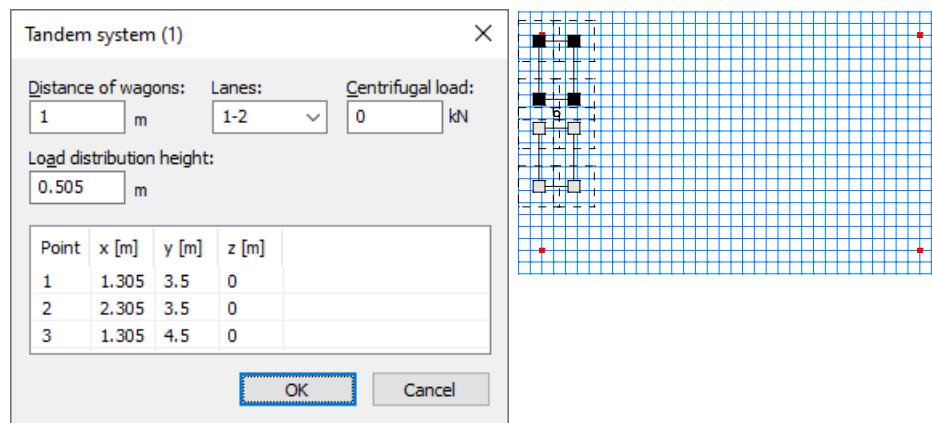 Tandem system (1)
Distance of wagons: Lanes: Centrifugal load:
1 m 1-2 0 kN
Load distribution height:
0.505 m
Point x [m] y [m] z [m]
1 1.305 3.5 0
2 2.305 3.5 0
3 1.305 4.5 0
OK Cancel